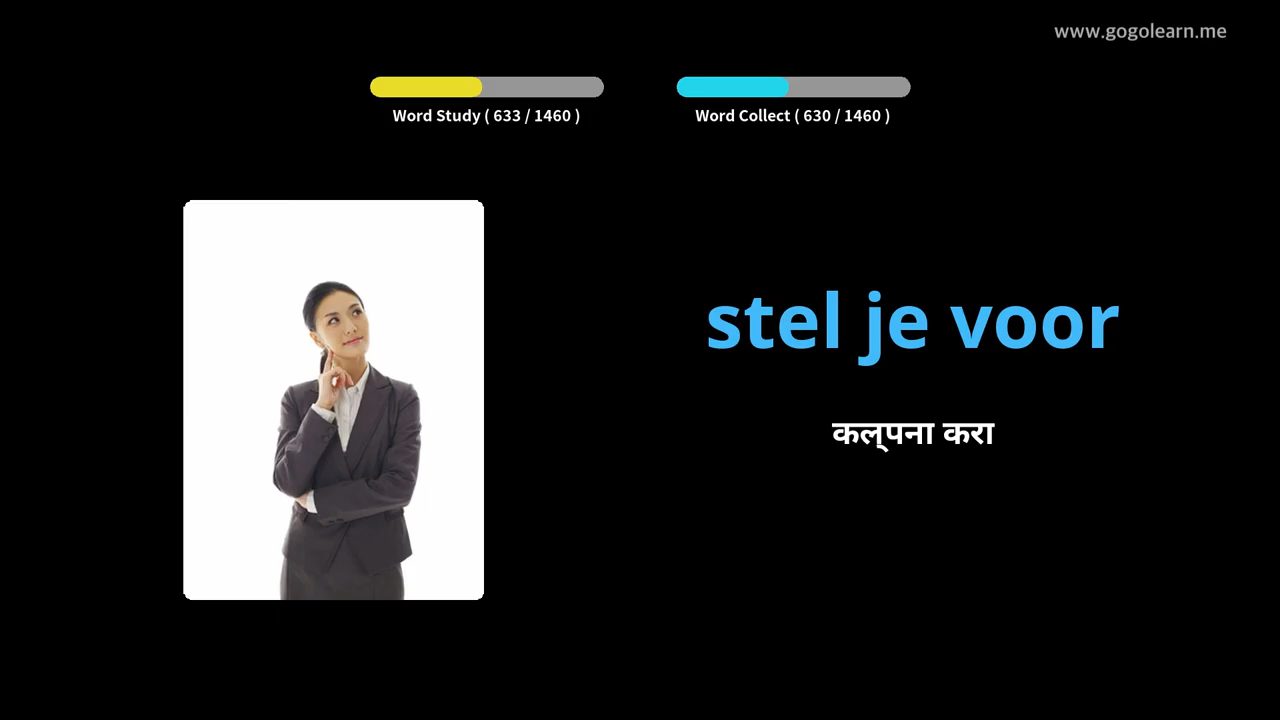 www.gogolearn.me
Word Study ( 633 / 1460 )
Word Collect ( 630 / 1460 )
stel je voor
कल्पना करा